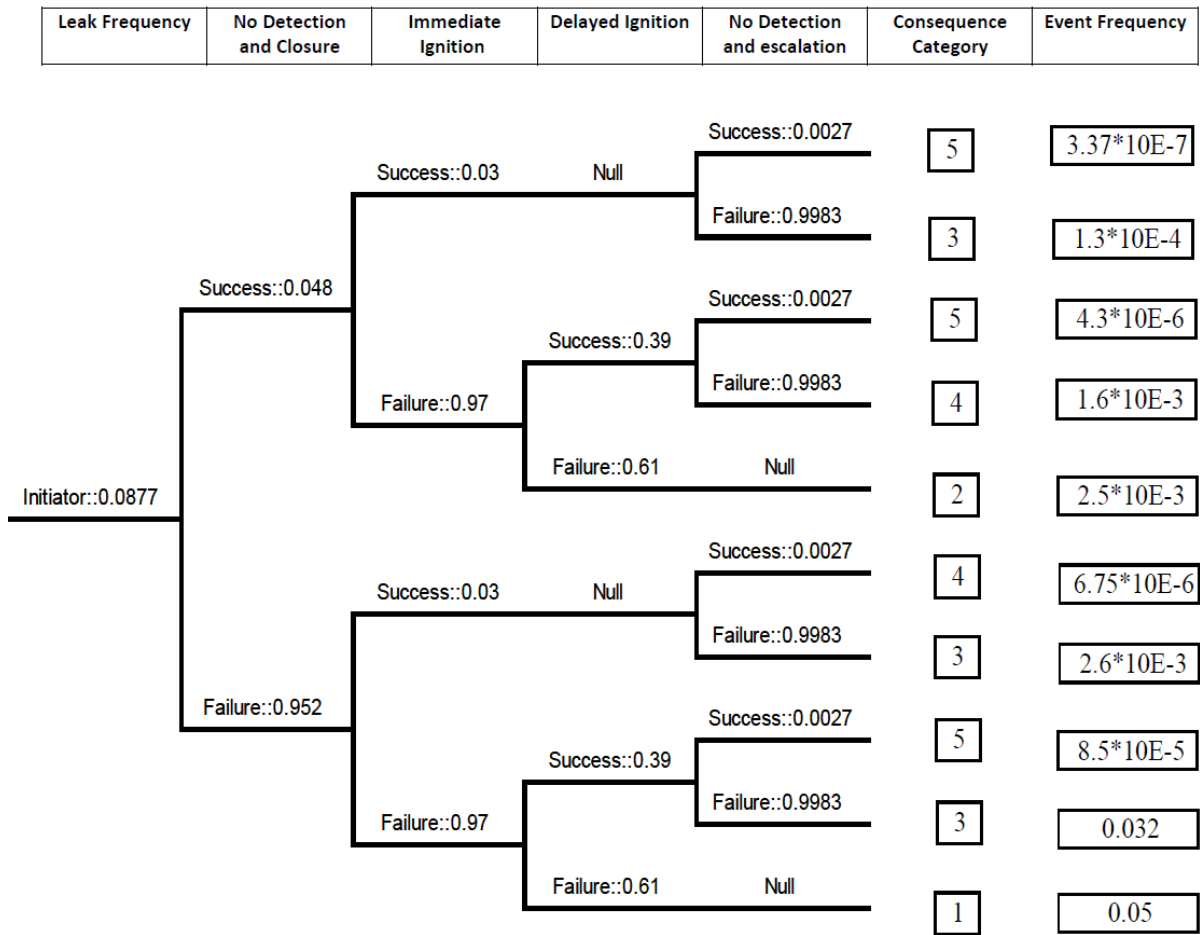 Leak Frequency
No Detection
and Closure
Immediate
Ignition
Delayed Ignition
No Detection
and escalation
Consequence
Category
Event Frequency
Success::0.0027
5
3.37*10E-7
Success::0.03
Null
Failure::0.9983
3
1.3*10E-4
Success::0.048
Success::0.0027
5
4.3*10E-6
Success::0.39
Failure::0.97
Failure::0.9983
4
1.6*10E-3
Failure::0.61
Null
2
2.5*10E-3
Initiator::0.0877
Success::0.0027
4
6.75*10E-6
Success::0.03
Null
Failure::0.9983
3
2.6*10E-3
Failure::0.952
Success::0.0027
5
8.5*10E-5
Success::0.39
Failure::0.97
Failure::0.9983
3
0.032
Failure::0.61
Null
1
0.05